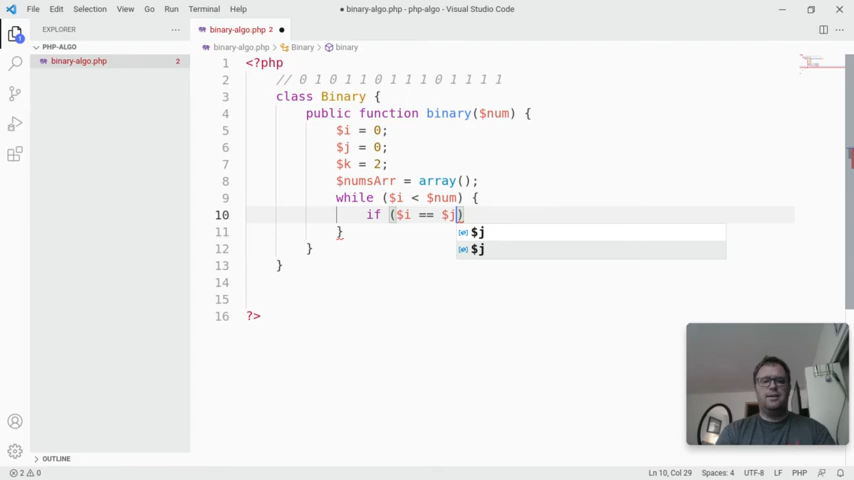 File Edit Selection View Go Run Terminal Help
● binary-algo.php - php-algo - Visual Studio Code
EXPLORER
binary-algo.php 2 ●
PHP-ALGO
binary-algo.php > Binary > binary
binary-algo.php 2
1 <?php
2 // 0 1 0 1 1 0 1 1 1 0 1 1 1 1
3 class Binary {
4 public function binary($num) {
5 $i = 0;
6 $j = 0;
7 $k = 2;
8 $numsArr = array();
9 while ($i < $num) {
10 if ($i == $j)
$j
11 }
$j
12 }
13 }
14
15
16 ?>
1
OUTLINE
2 0
Ln 10, Col 29 Spaces: 4 UTF-8 LF PHP